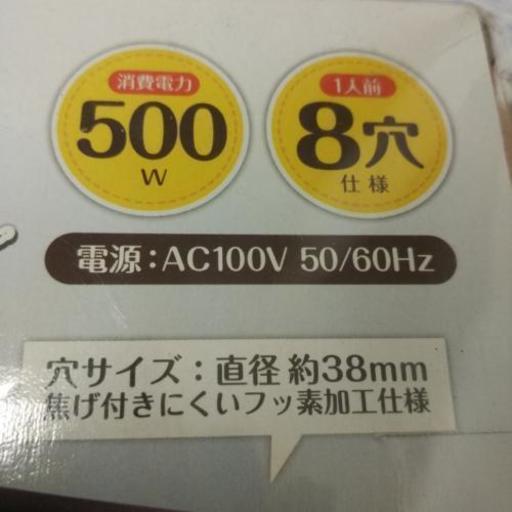 消費電力
500
W
1人前
8穴
仕様
電源:AC100V 50/60Hz
穴サイズ:直径 約38mm
焦げ付きにくいフッ素加工仕様